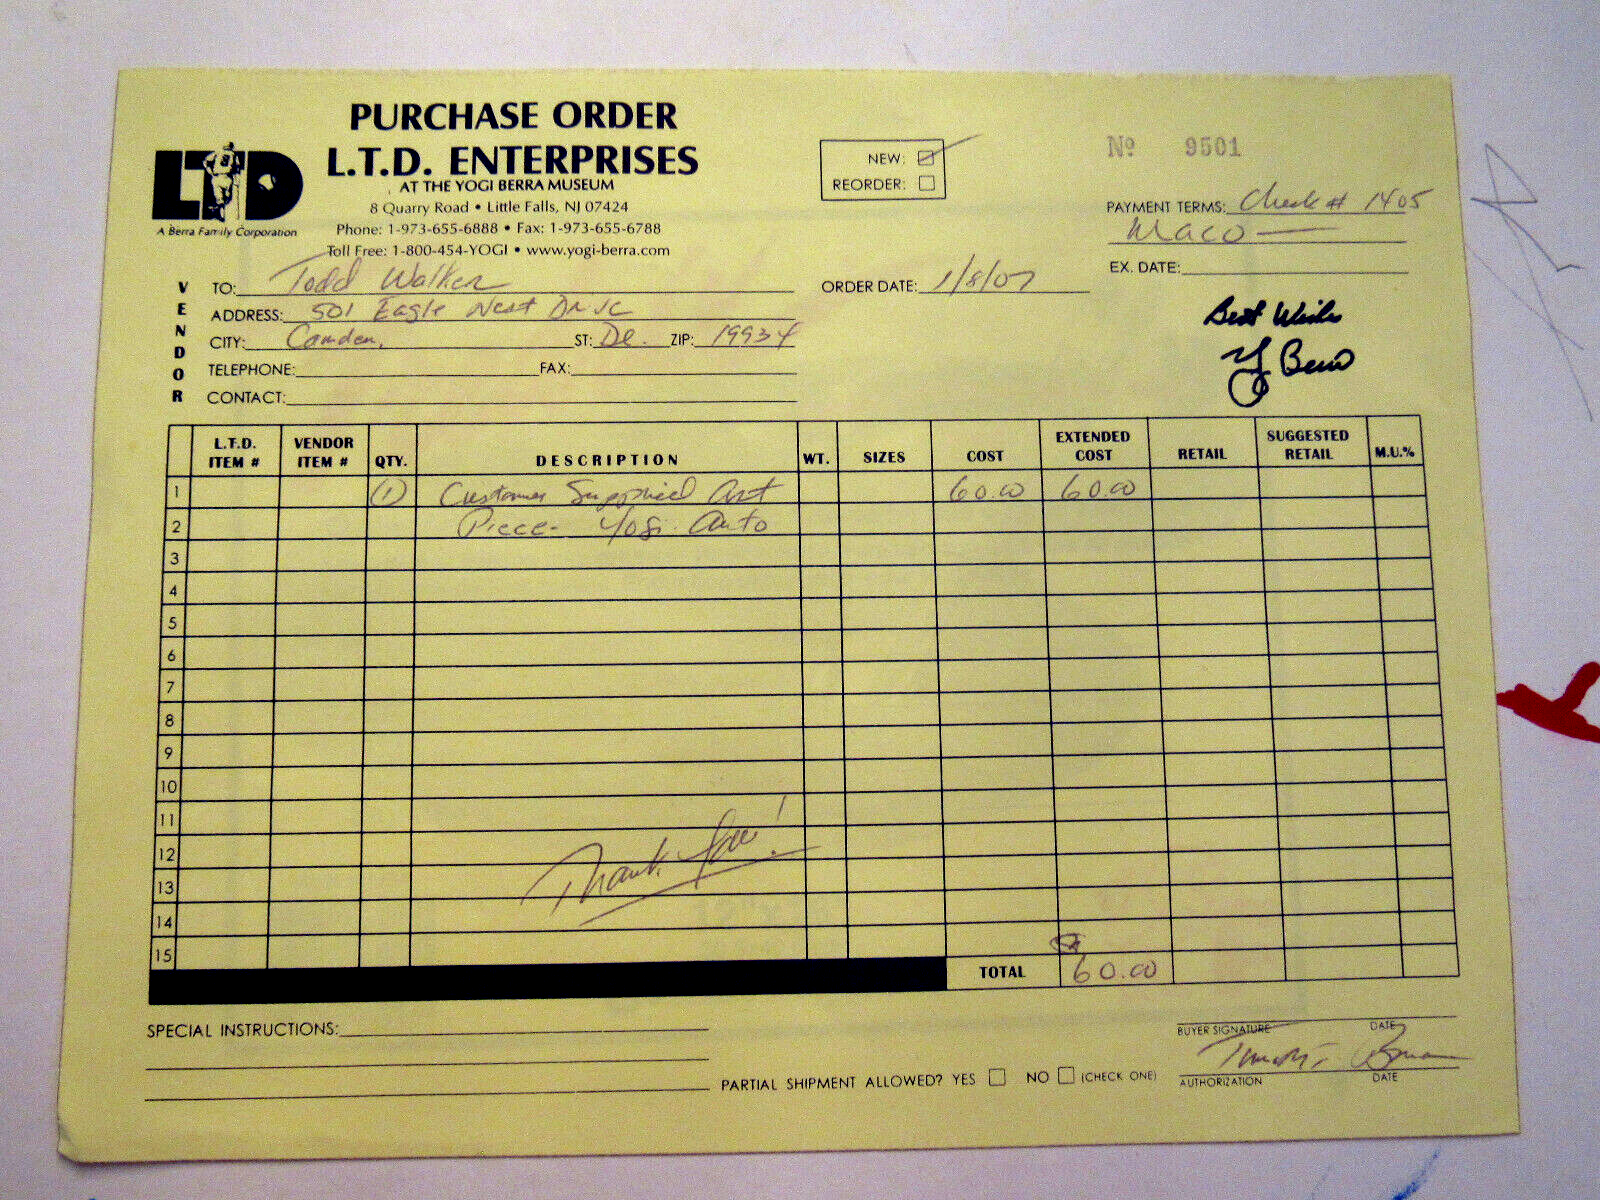 PURCHASE ORDER
LTD
A Berra Family Corporation
L.T.D. ENTERPRISES
AT THE YOGI BERRA MUSEUM
8 Quarry Road • Little Falls, NJ 07424
Phone: 1-973-655-6888 • Fax: 1-973-655-6788
Toll Free: 1-800-454-YOGI • www.yogi-berra.com
NEW:
REORDER:
Nº 9501
PAYMENT TERMS: Check # 1405
EX. DATE:
VENDOR
TO: Todd Walker
ADDRESS: 501 Eagle Nest Drive
CITY: Camden, ST: De. ZIP: 19934
TELEPHONE: FAX:
CONTACT:
ORDER DATE: 1/8/07
Best Wishes
Y Berra
L.T.D. ITEM # VENDOR ITEM # QTY. DESCRIPTION WT. SIZES COST EXTENDED COST RETAIL SUGGESTED RETAIL M.U.%
1 (1) Customer Supplied Art 60.00 60.00
2 Piece- Yogi Auto
3
4
5
6
7
8
9
10
11
12
13
14
15
Thank You!
TOTAL 60.00
SPECIAL INSTRUCTIONS:
PARTIAL SHIPMENT ALLOWED? YES NO (CHECK ONE)
BUYER SIGNATURE DATE
AUTHORIZATION DATE